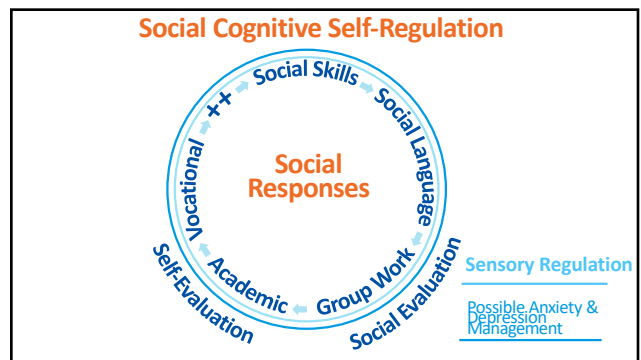 Social Cognitive Self-Regulation
Social Skills
Social Language
Group Work
Academic
Vocational
++
Social
Responses
Self-Evaluation
Social Evaluation
Sensory Regulation
Possible Anxiety &
Depression
Management